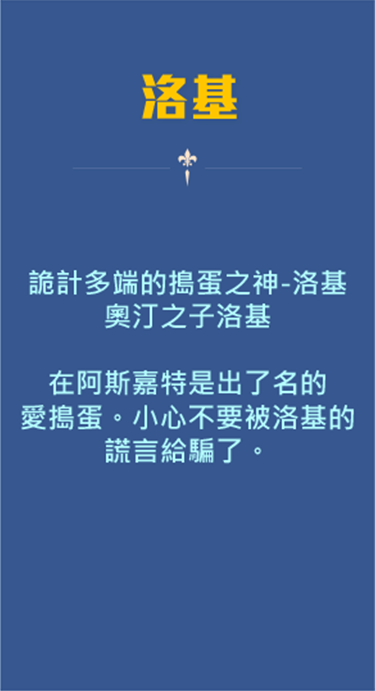 洛基
詭計多端的搗蛋之神-洛基
奧汀之子洛基
在阿斯嘉特是出了名的
愛搗蛋。小心不要被洛基的
謊言給騙了。